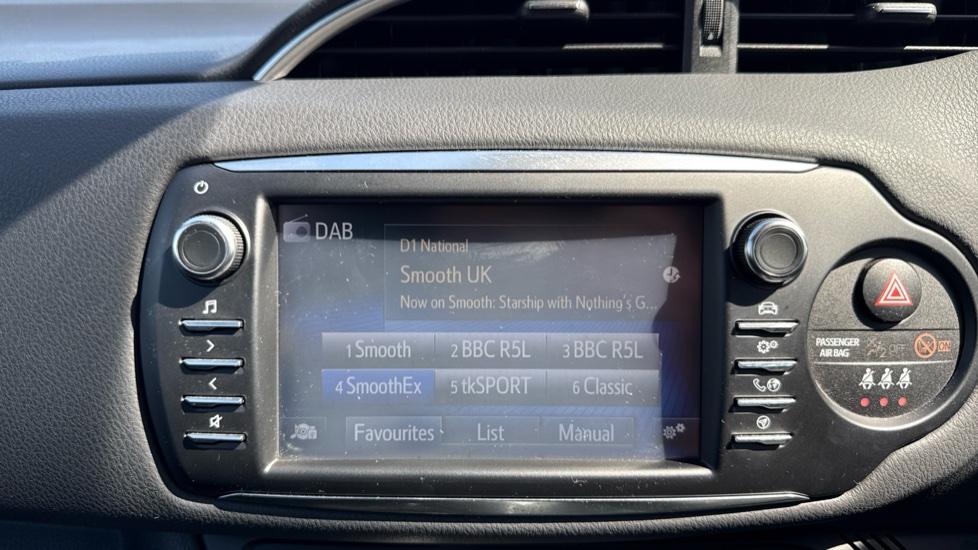 DAB
D1 National
Smooth UK
Now on Smooth: Starship with Nothing's G...
1 Smooth 2 BBC R5L 3 BBC R5L
4 SmoothEx 5 tkSPORT 6 Classic
Favourites List Manual
PASSENGER
AIR BAG
OFF
ON